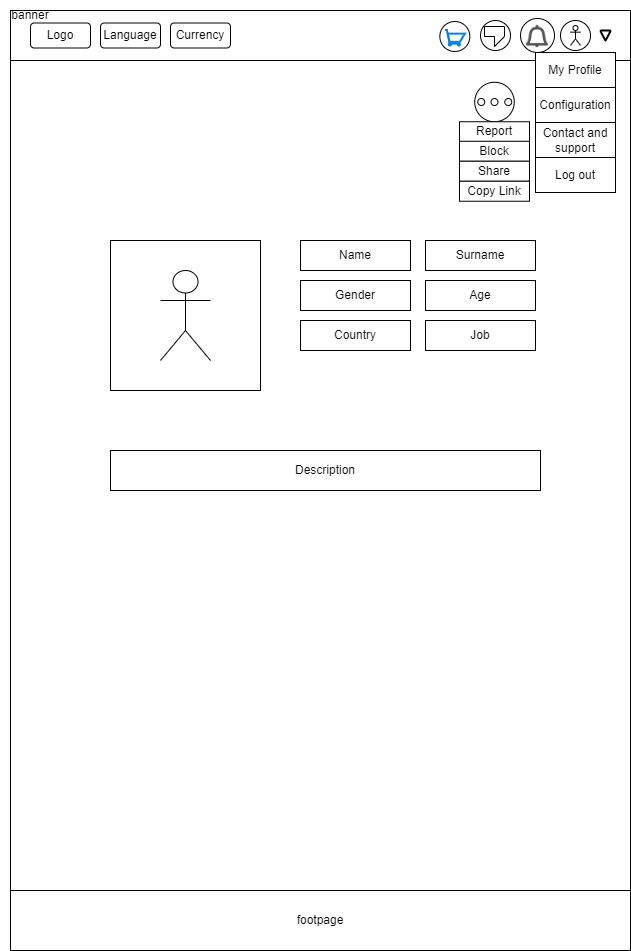 banner
Logo
Language
Currency
My Profile
Configuration
Contact and
support
Log out
Report
Block
Share
Copy Link
Name
Surname
Gender
Age
Country
Job
Description
footpage